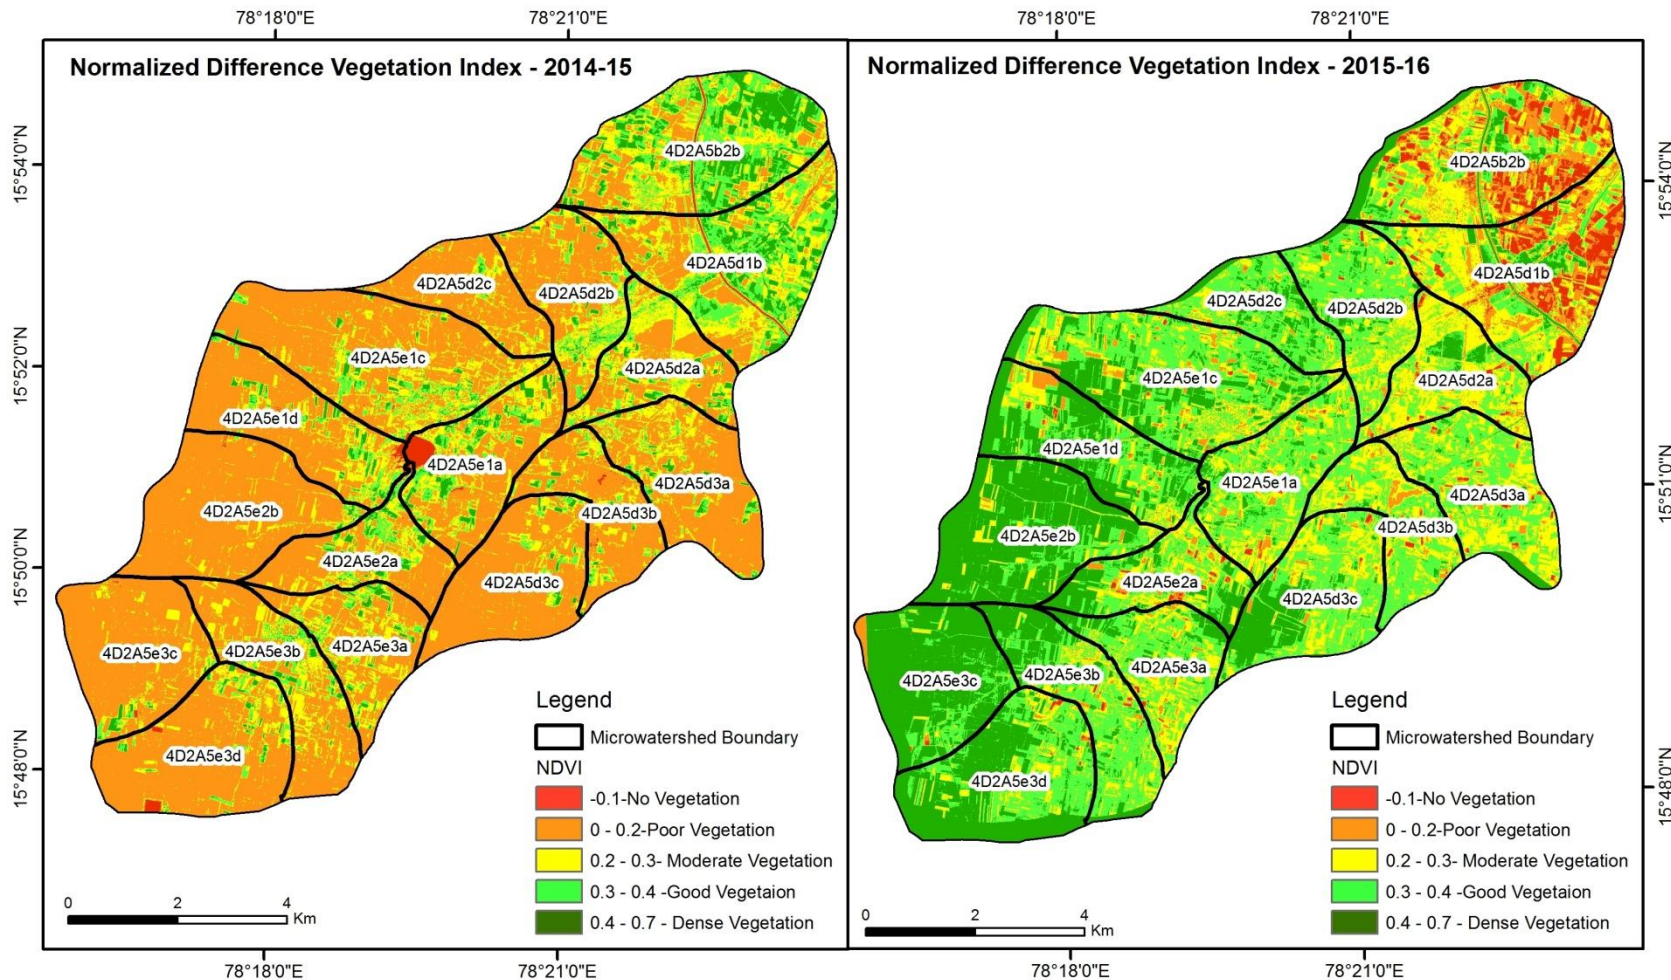 78°18'0"E 78°21'0"E 78°18'0"E 78°21'0"E
Normalized Difference Vegetation Index - 2014-15
15°54'0"N
15°52'0"N
15°50'0"N
15°48'0"N
4D2A5b2b
4D2A5d1b
4D2A5d2c
4D2A5d2b
4D2A5e1c
4D2A5d2a
4D2A5e1d
4D2A5e1a
4D2A5d3a
4D2A5e2b
4D2A5d3b
4D2A5e2a
4D2A5d3c
4D2A5e3c
4D2A5e3b
4D2A5e3a
4D2A5e3d
Legend
Microwatershed Boundary
NDVI
-0.1-No Vegetation
0 - 0.2-Poor Vegetation
0.2 - 0.3- Moderate Vegetation
0.3 - 0.4 -Good Vegetaion
0.4 - 0.7 - Dense Vegetation
0 2 4
Km
Normalized Difference Vegetation Index - 2015-16
15°54'0"N
15°51'0"N
15°48'0"N
4D2A5b2b
4D2A5d1b
4D2A5d2c
4D2A5d2b
4D2A5e1c
4D2A5d2a
4D2A5e1d
4D2A5e1a
4D2A5d3a
4D2A5d3b
4D2A5e2b
4D2A5e2a
4D2A5d3c
4D2A5e3a
4D2A5e3b
4D2A5e3c
4D2A5e3d
Legend
Microwatershed Boundary
NDVI
-0.1-No Vegetation
0 - 0.2-Poor Vegetation
0.2 - 0.3- Moderate Vegetation
0.3 - 0.4 -Good Vegetaion
0.4 - 0.7 - Dense Vegetation
0 2 4
Km
78°18'0"E 78°21'0"E 78°18'0"E 78°21'0"E